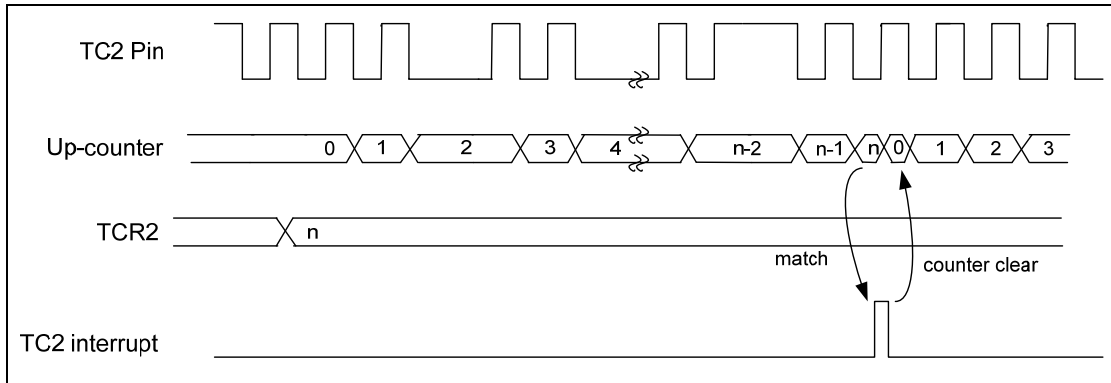 TC2 Pin
Up-counter 0 1 2 3 4 n-2 n-1 n 0 1 2 3
TCR2 n
match counter clear
TC2 interrupt